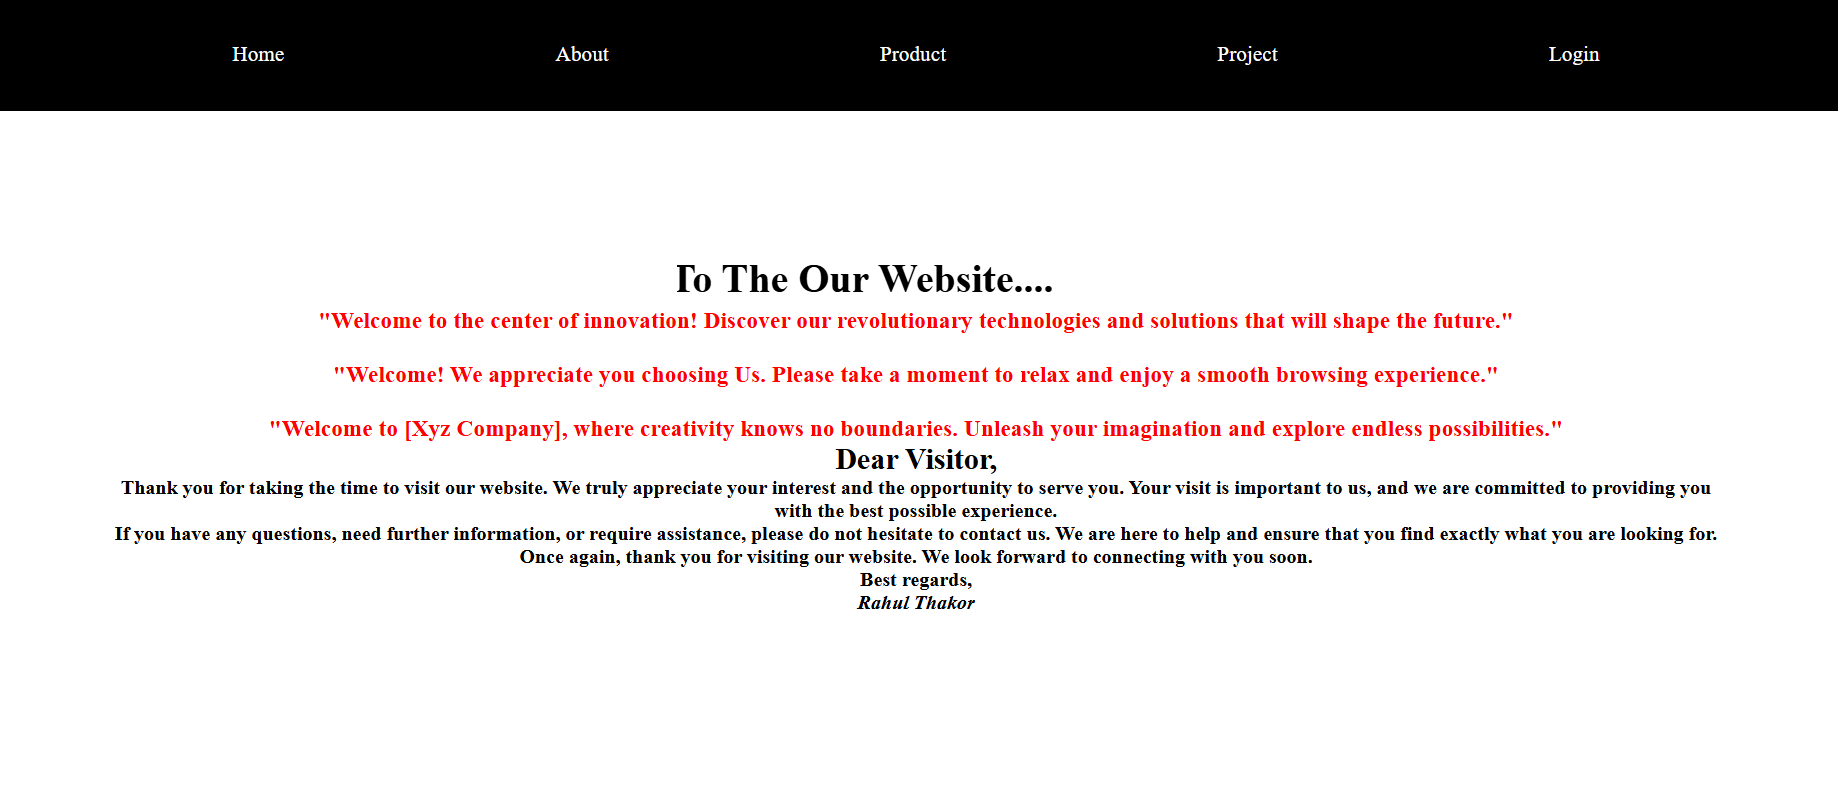 Home About Product Project Login
To The Our Website....
"Welcome to the center of innovation! Discover our revolutionary technologies and solutions that will shape the future."
"Welcome! We appreciate you choosing Us. Please take a moment to relax and enjoy a smooth browsing experience."
"Welcome to [Xyz Company], where creativity knows no boundaries. Unleash your imagination and explore endless possibilities."
Dear Visitor,
Thank you for taking the time to visit our website. We truly appreciate your interest and the opportunity to serve you. Your visit is important to us, and we are committed to providing you
with the best possible experience.
If you have any questions, need further information, or require assistance, please do not hesitate to contact us. We are here to help and ensure that you find exactly what you are looking for.
Once again, thank you for visiting our website. We look forward to connecting with you soon.
Best regards,
Rahul Thakor